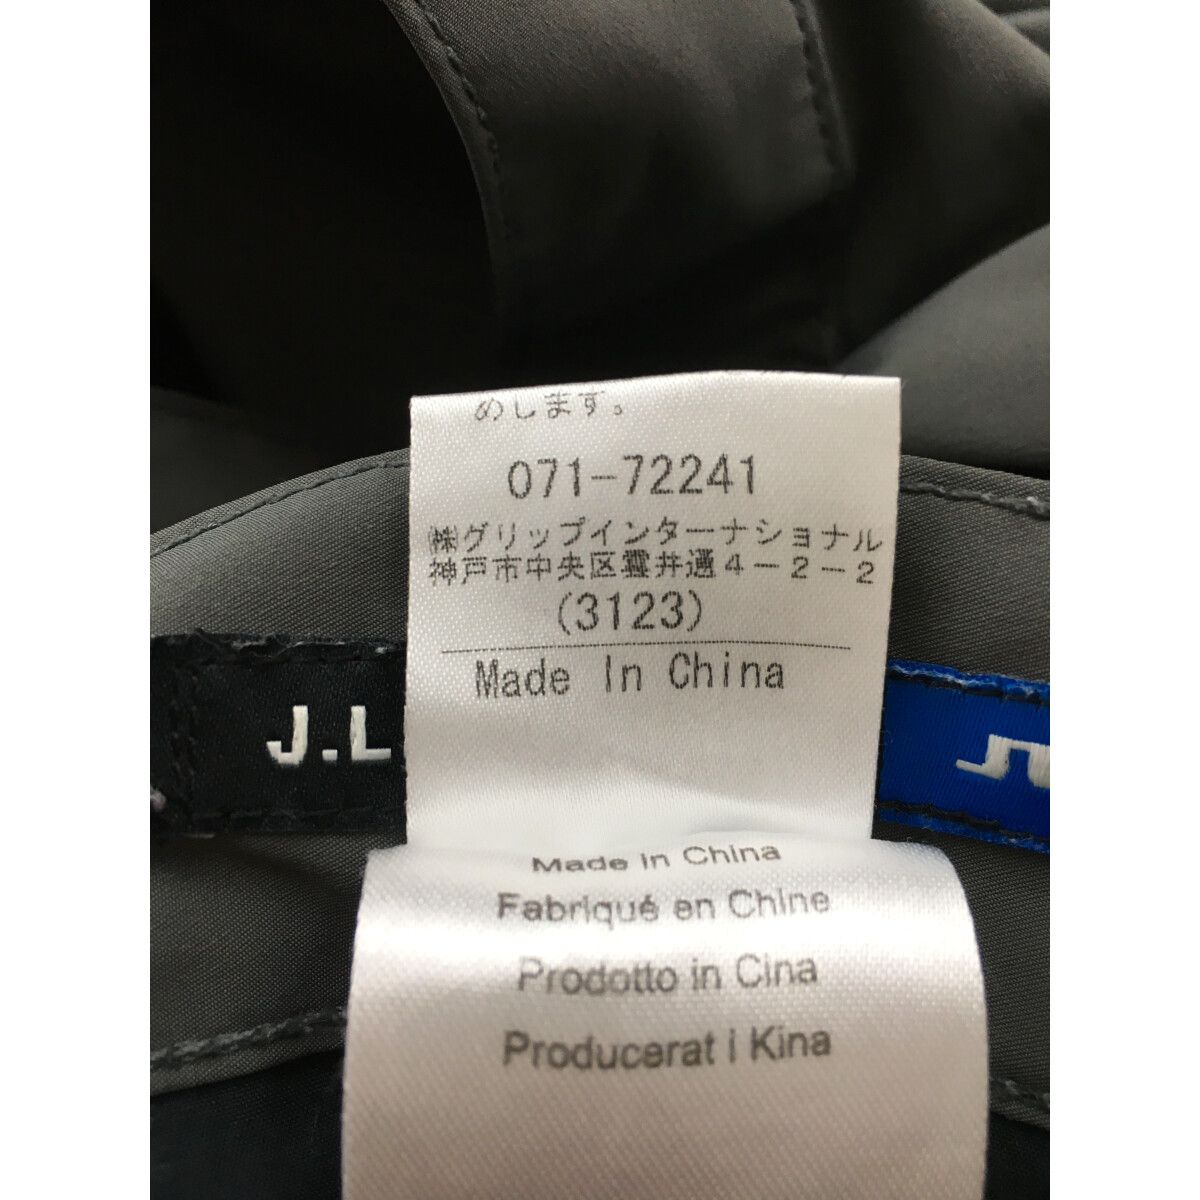 めします。
071-72241
㈱グリップインターナショナル
神戸市中央区雲井通4-2-2
(3123)
Made In China
J.L
Made in China
Fabriqué en Chine
Prodotto in Cina
Producerat i Kina